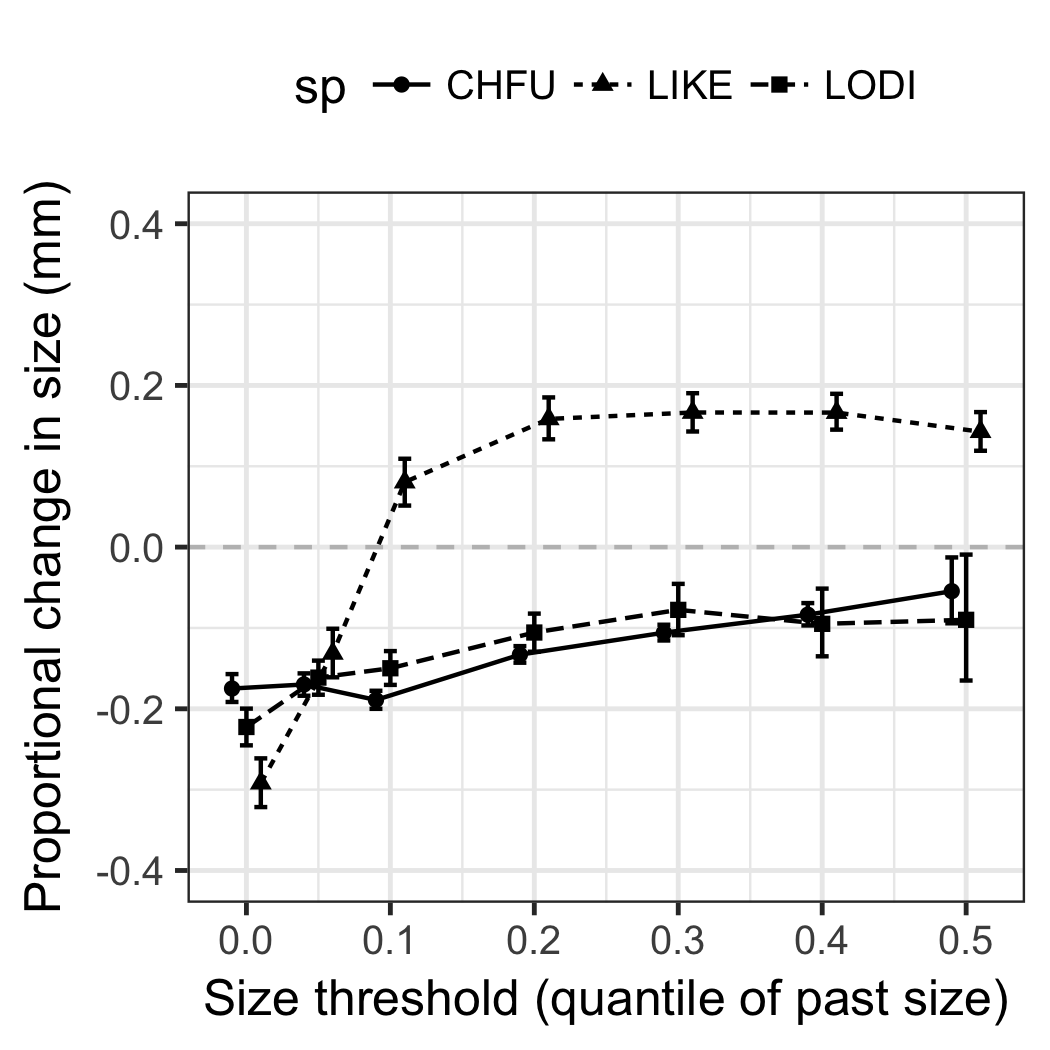 sp CHFU LIKE LODI
Proportional change in size (mm)
0.4
0.2
0.0
-0.2
-0.4
0.0 0.1 0.2 0.3 0.4 0.5
Size threshold (quantile of past size)